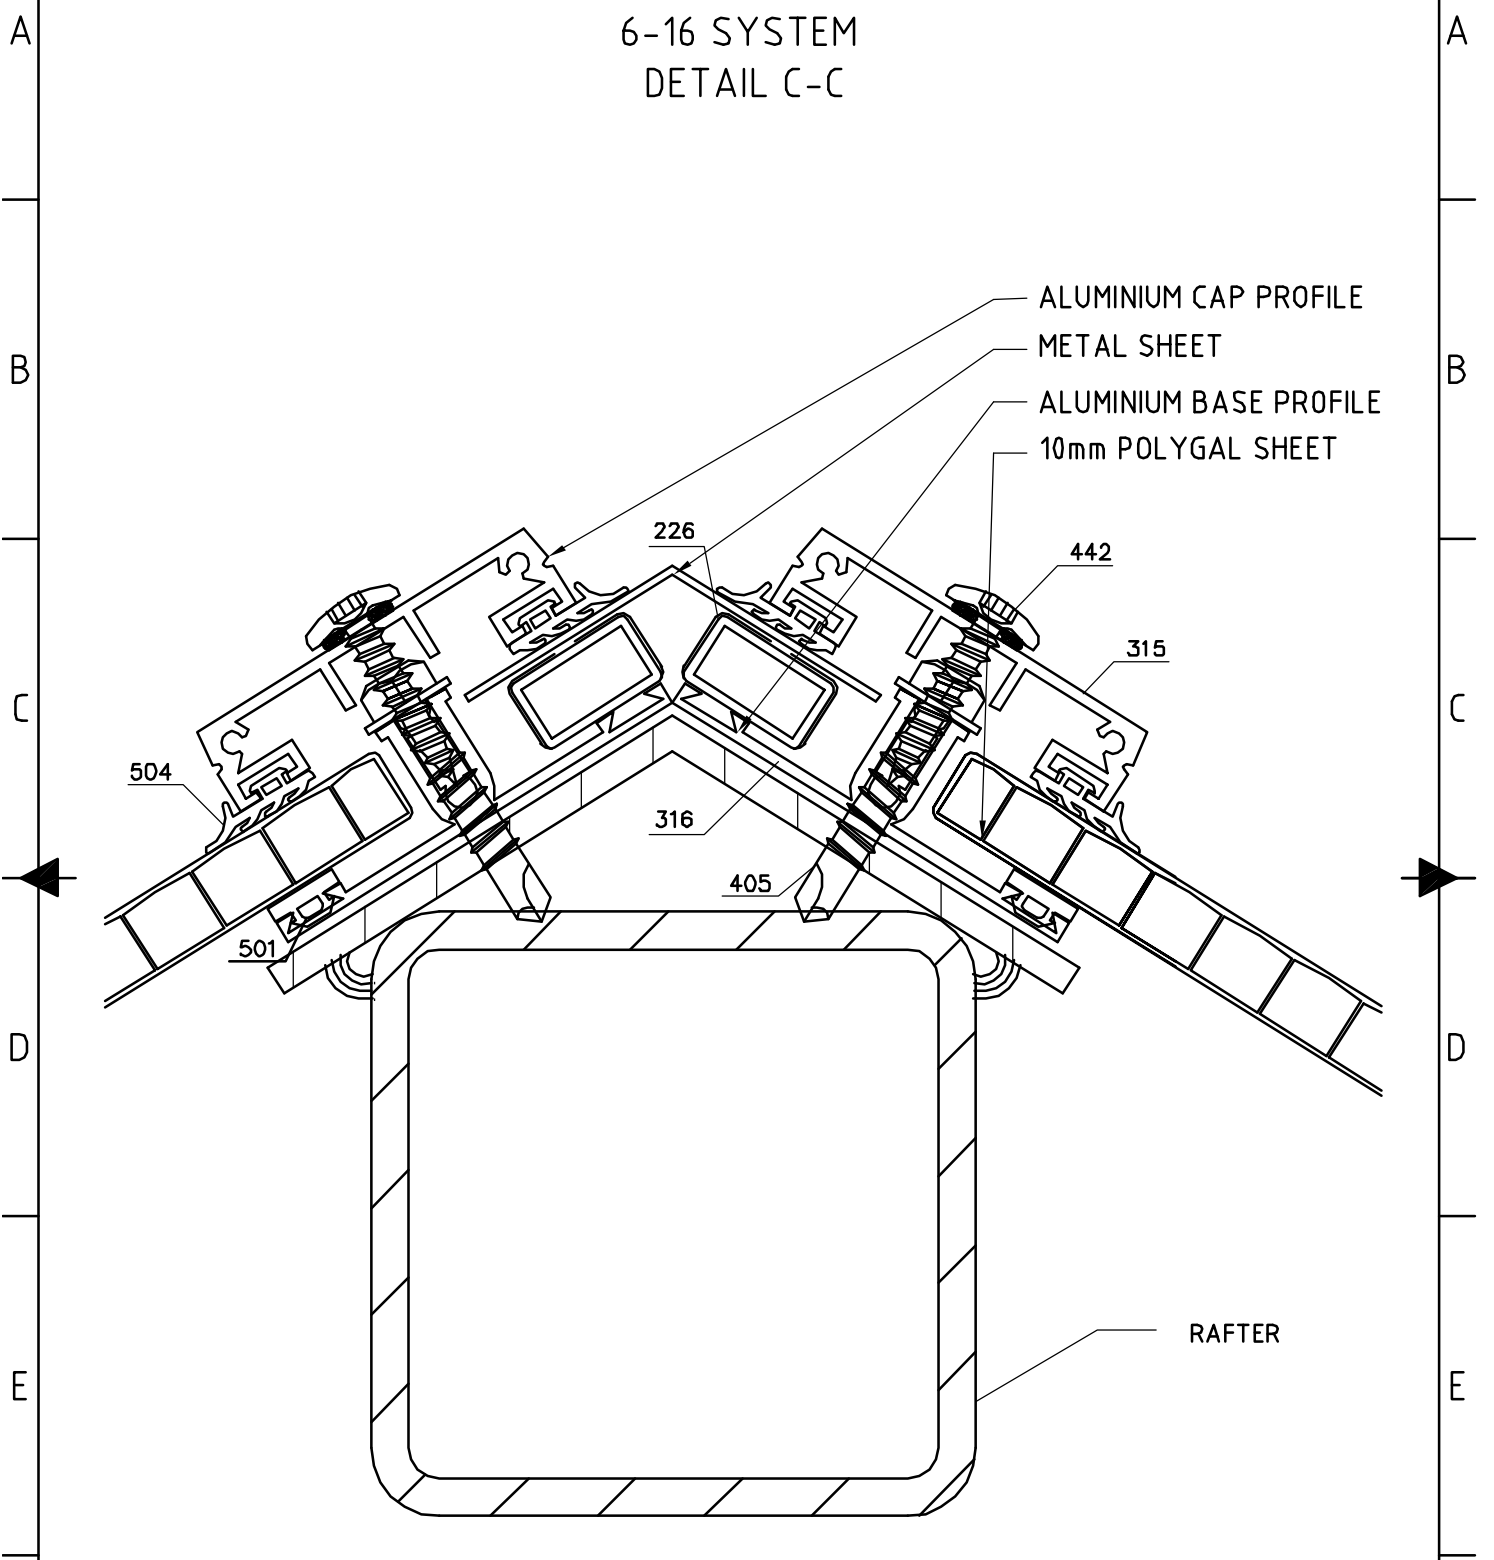 A
6-16 SYSTEM
A
DETAIL C-C
ALUMINIUM CAP PROFILE
METAL SHEET
B
B
ALUMINIUM BASE PROFILE
10mm POLYGAL SHEET
226
442
315
C
C
504
316
405
501
D
D
RAFTER
E
E